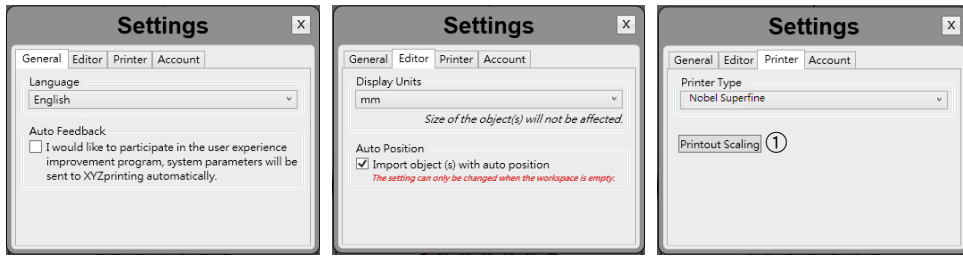 Settings
X
General Editor Printer Account
Language
English
Auto Feedback
I would like to participate in the user experience
improvement program, system parameters will be
sent to XYZprinting automatically.
Settings
X
General Editor Printer Account
Display Units
mm
Size of the object(s) will not be affected.
Auto Position
Import object (s) with auto position
The setting can only be changed when the workspace is empty.
Settings
X
General Editor Printer Account
Printer Type
Nobel Superfine
Printout Scaling ①